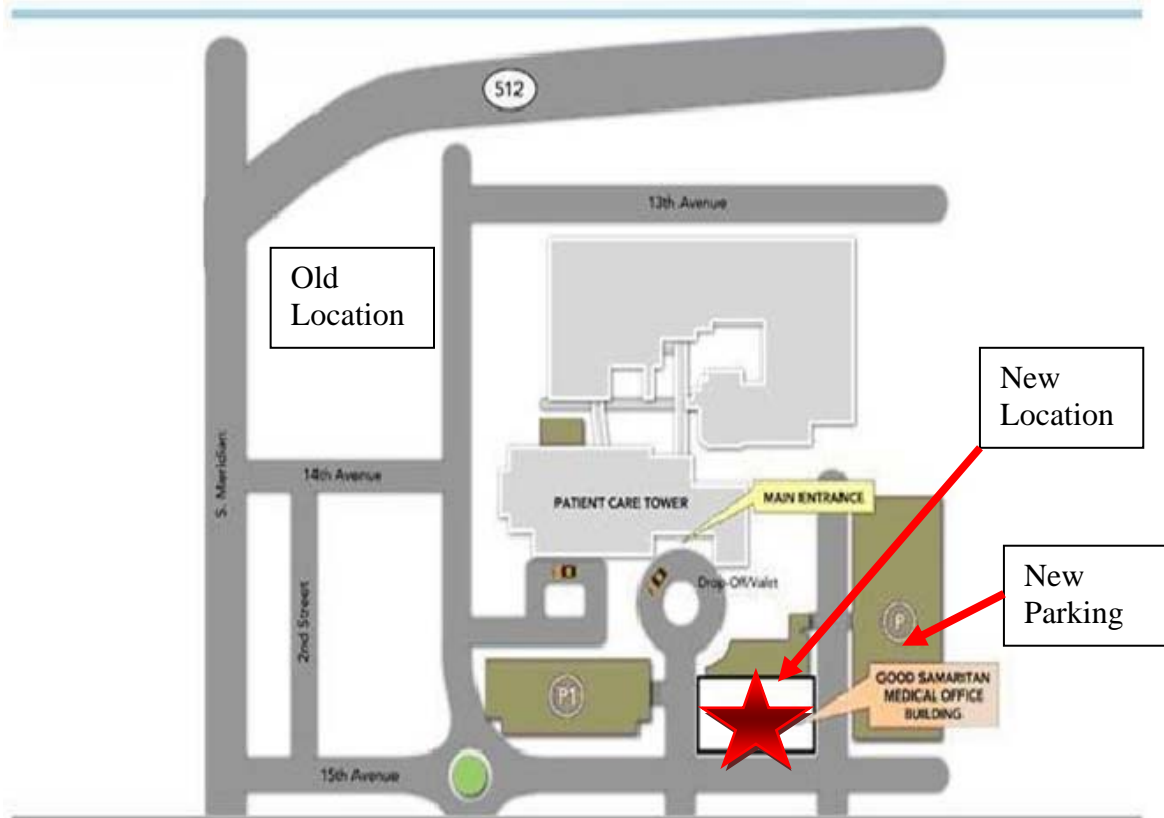 512
13th Avenue
Old
Location
New
Location
S. Meridian
14th Avenue
PATIENT CARE TOWER
MAIN ENTRANCE
Drop-Off/Valet
New
Parking
2nd Street
P
P1
GOOD SAMARITAN
MEDICAL OFFICE
BUILDING
15th Avenue